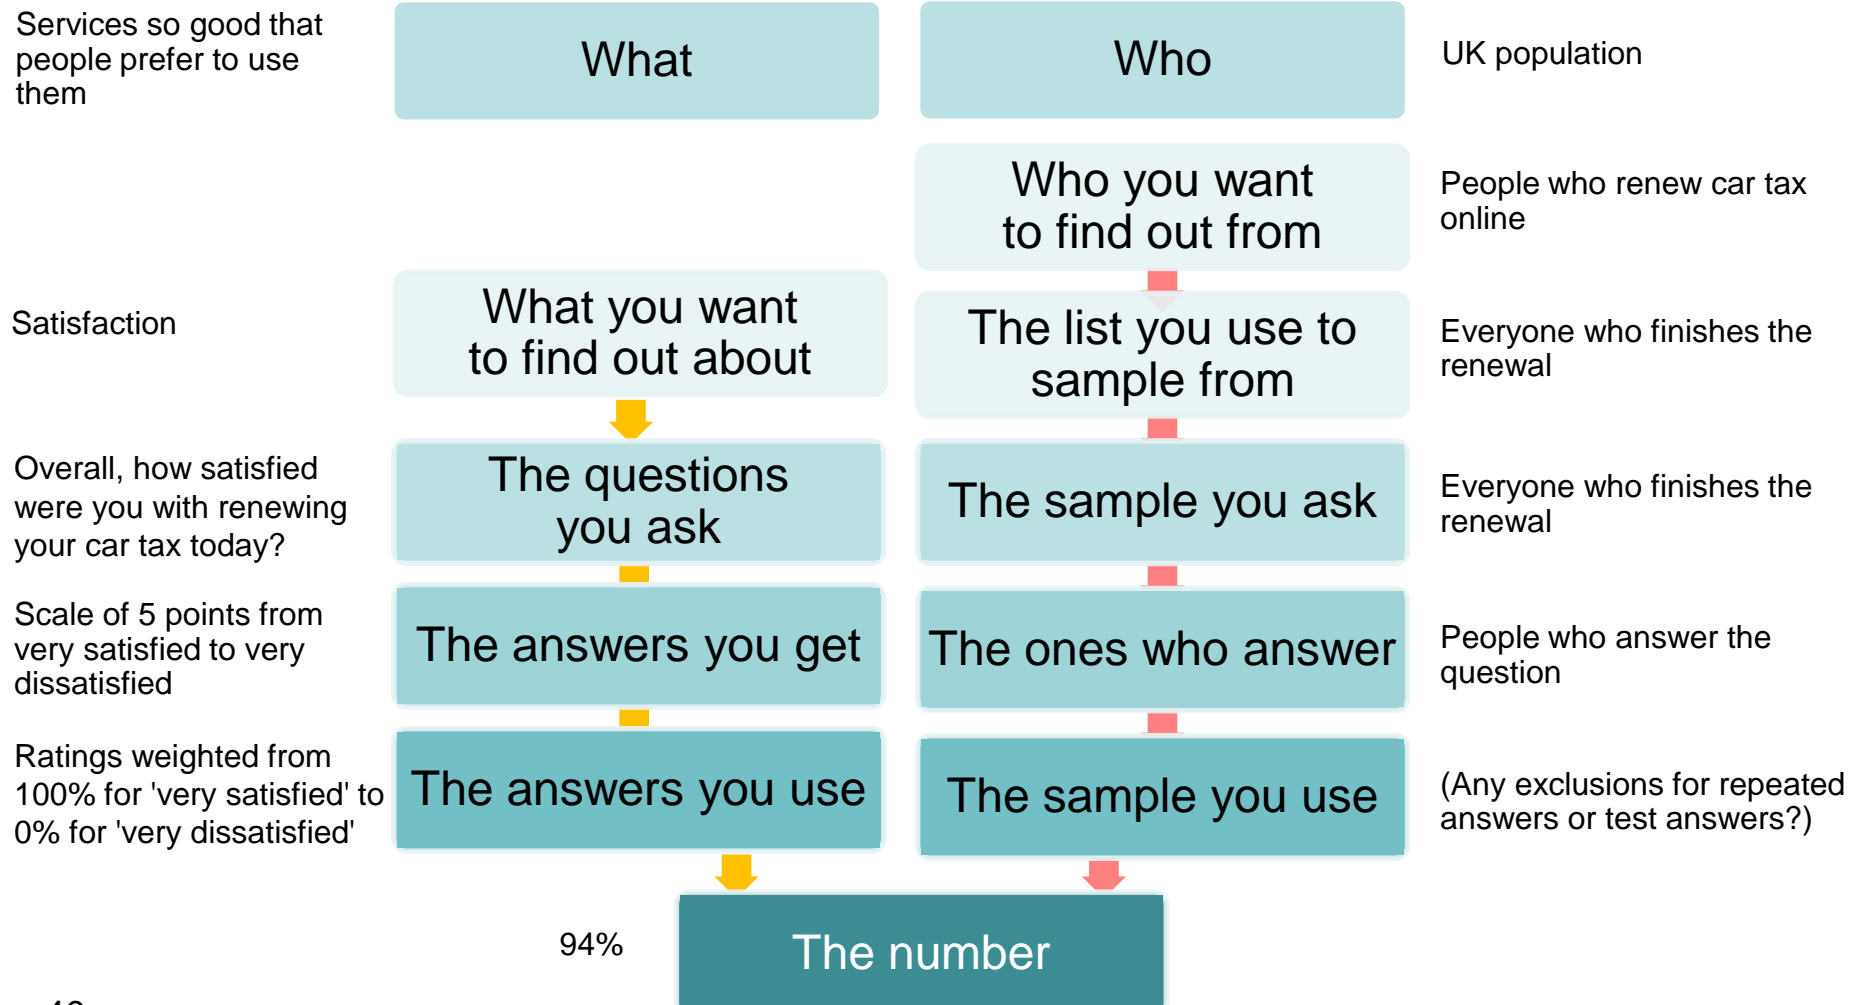 Services so good that
people prefer to use
them
What
Who
UK population
Who you want
to find out from
People who renew car tax
online
Satisfaction
What you want
to find out about
The list you use to
sample from
Everyone who finishes the
renewal
Overall, how satisfied
were you with renewing
your car tax today?
The questions
you ask
The sample you ask
Everyone who finishes the
renewal
Scale of 5 points from
very satisfied to very
dissatisfied
The answers you get
The ones who answer
People who answer the
question
Ratings weighted from
100% for 'very satisfied' to
0% for 'very dissatisfied'
The answers you use
The sample you use
(Any exclusions for repeated
answers or test answers?)
94%
The number